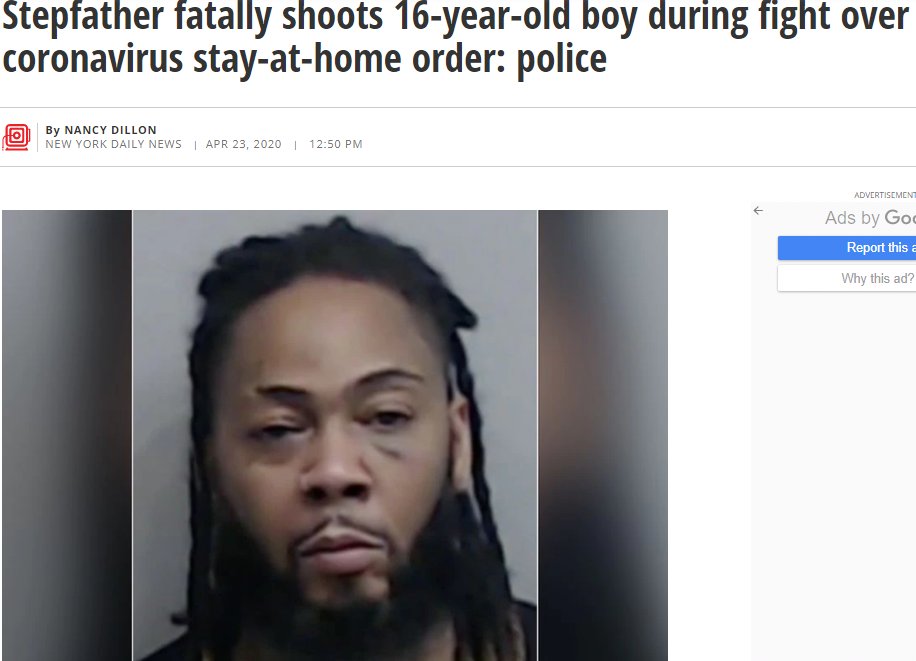 Stepfather fatally shoots 16-year-old boy during fight over
coronavirus stay-at-home order: police
By NANCY DILLON
NEW YORK DAILY NEWS | APR 23, 2020 | 12:50 PM
ADVERTISEMENT
Ads by Goo
Report this a
Why this ad?